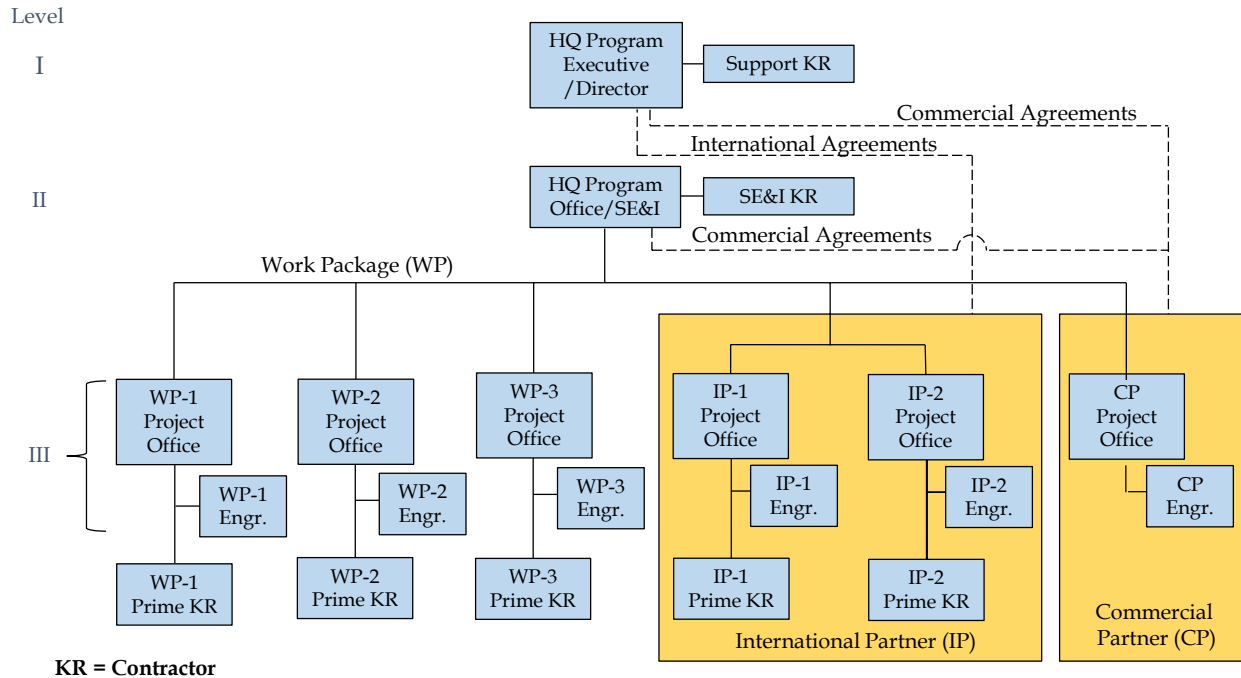 Level
I
HQ Program
Executive
/Director
Support KR
Commercial Agreements
International Agreements
II
HQ Program
Office/SE&I
SE&I KR
Commercial Agreements
Work Package (WP)
III
WP-1
Project
Office
WP-2
Project
Office
WP-3
Project
Office
IP-1
Project
Office
IP-2
Project
Office
CP
Project
Office
WP-1
Engr.
WP-2
Engr.
WP-3
Engr.
IP-1
Engr.
IP-2
Engr.
CP
Engr.
WP-1
Prime KR
WP-2
Prime KR
WP-3
Prime KR
IP-1
Prime KR
IP-2
Prime KR
International Partner (IP)
Commercial
Partner (CP)
KR = Contractor